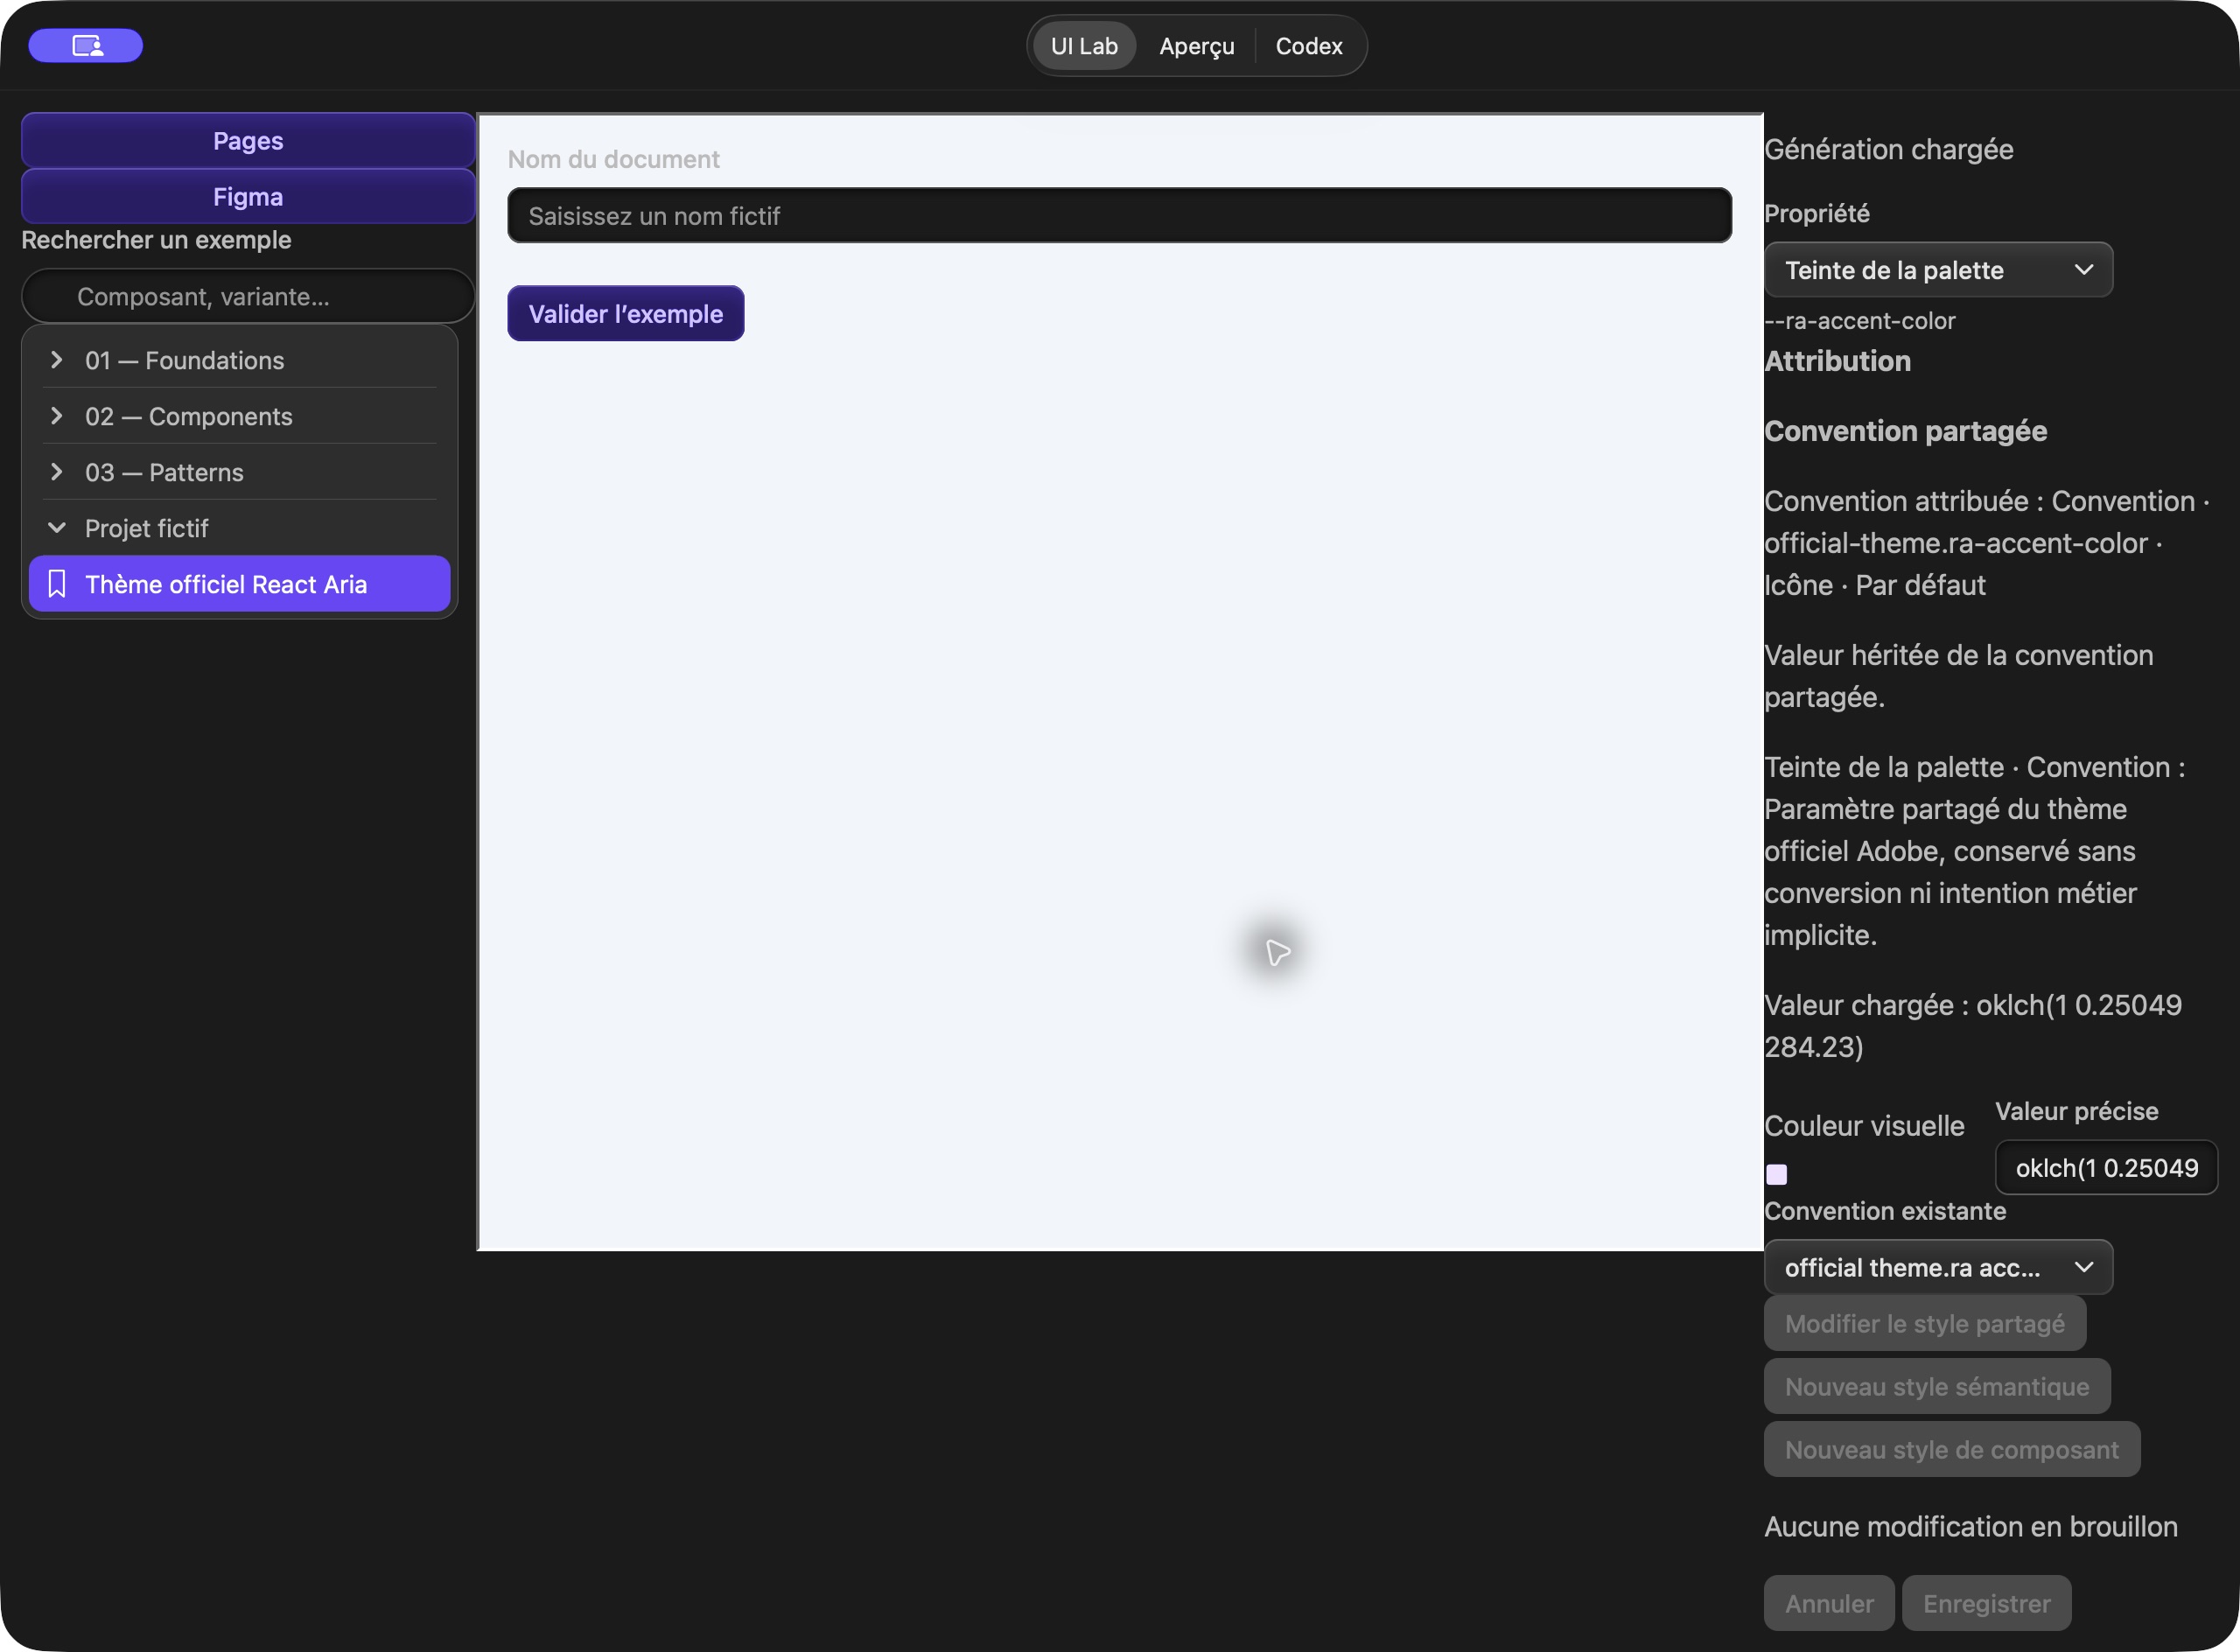 UI Lab
Aperçu
Codex
Pages
Figma
Rechercher un exemple
Composant, variante...
01 — Foundations
02 — Components
03 — Patterns
Projet fictif
Thème officiel React Aria
Nom du document
Saisissez un nom fictif
Valider l’exemple
Génération chargée
Propriété
Teinte de la palette
--ra-accent-color
Attribution
Convention partagée
Convention attribuée : Convention ·
official-theme.ra-accent-color ·
Icône · Par défaut
Valeur héritée de la convention
partagée.
Teinte de la palette · Convention :
Paramètre partagé du thème
officiel Adobe, conservé sans
conversion ni intention métier
implicite.
Valeur chargée : oklch(1 0.25049
284.23)
Couleur visuelle
Valeur précise
oklch(1 0.25049
Convention existante
official theme.ra acc...
Modifier le style partagé
Nouveau style sémantique
Nouveau style de composant
Aucune modification en brouillon
Annuler
Enregistrer